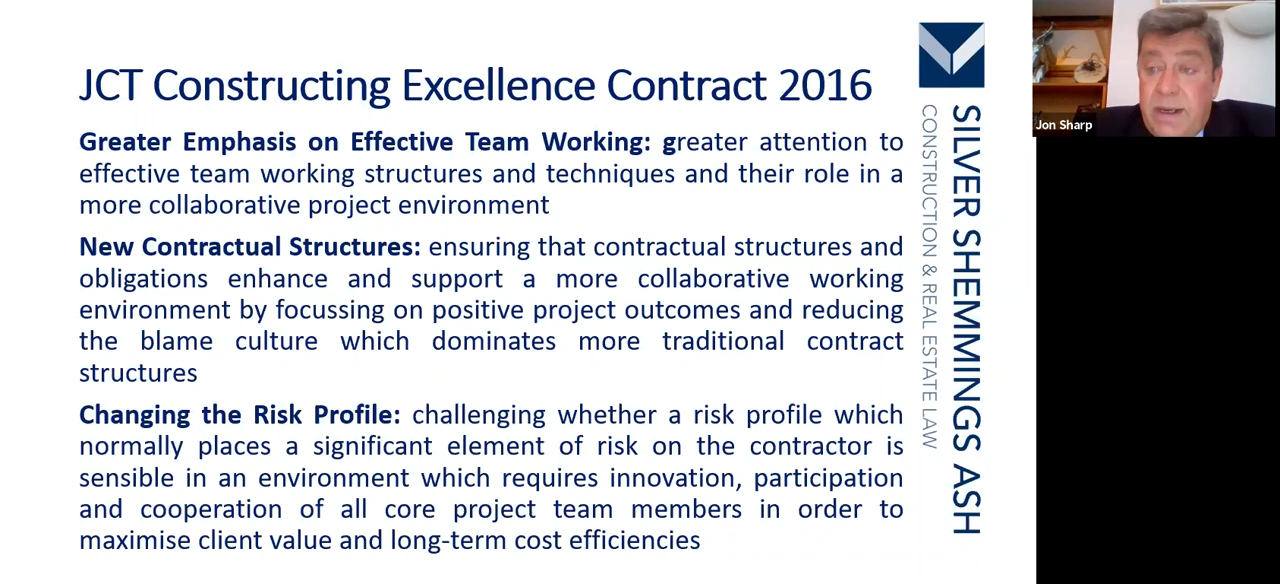 JCT Constructing Excellence Contract 2016
Greater Emphasis on Effective Team Working: greater attention to
effective team working structures and techniques and their role in a
more collaborative project environment
New Contractual Structures: ensuring that contractual structures and
obligations enhance and support a more collaborative working
environment by focussing on positive project outcomes and reducing
the blame culture which dominates more traditional contract
structures
Changing the Risk Profile: challenging whether a risk profile which
normally places a significant element of risk on the contractor is
sensible in an environment which requires innovation, participation
and cooperation of all core project team members in order to
maximise client value and long-term cost efficiencies
SILVER SHEMMINGS ASH
CONSTRUCTION & REAL ESTATE LAW
Jon Sharp